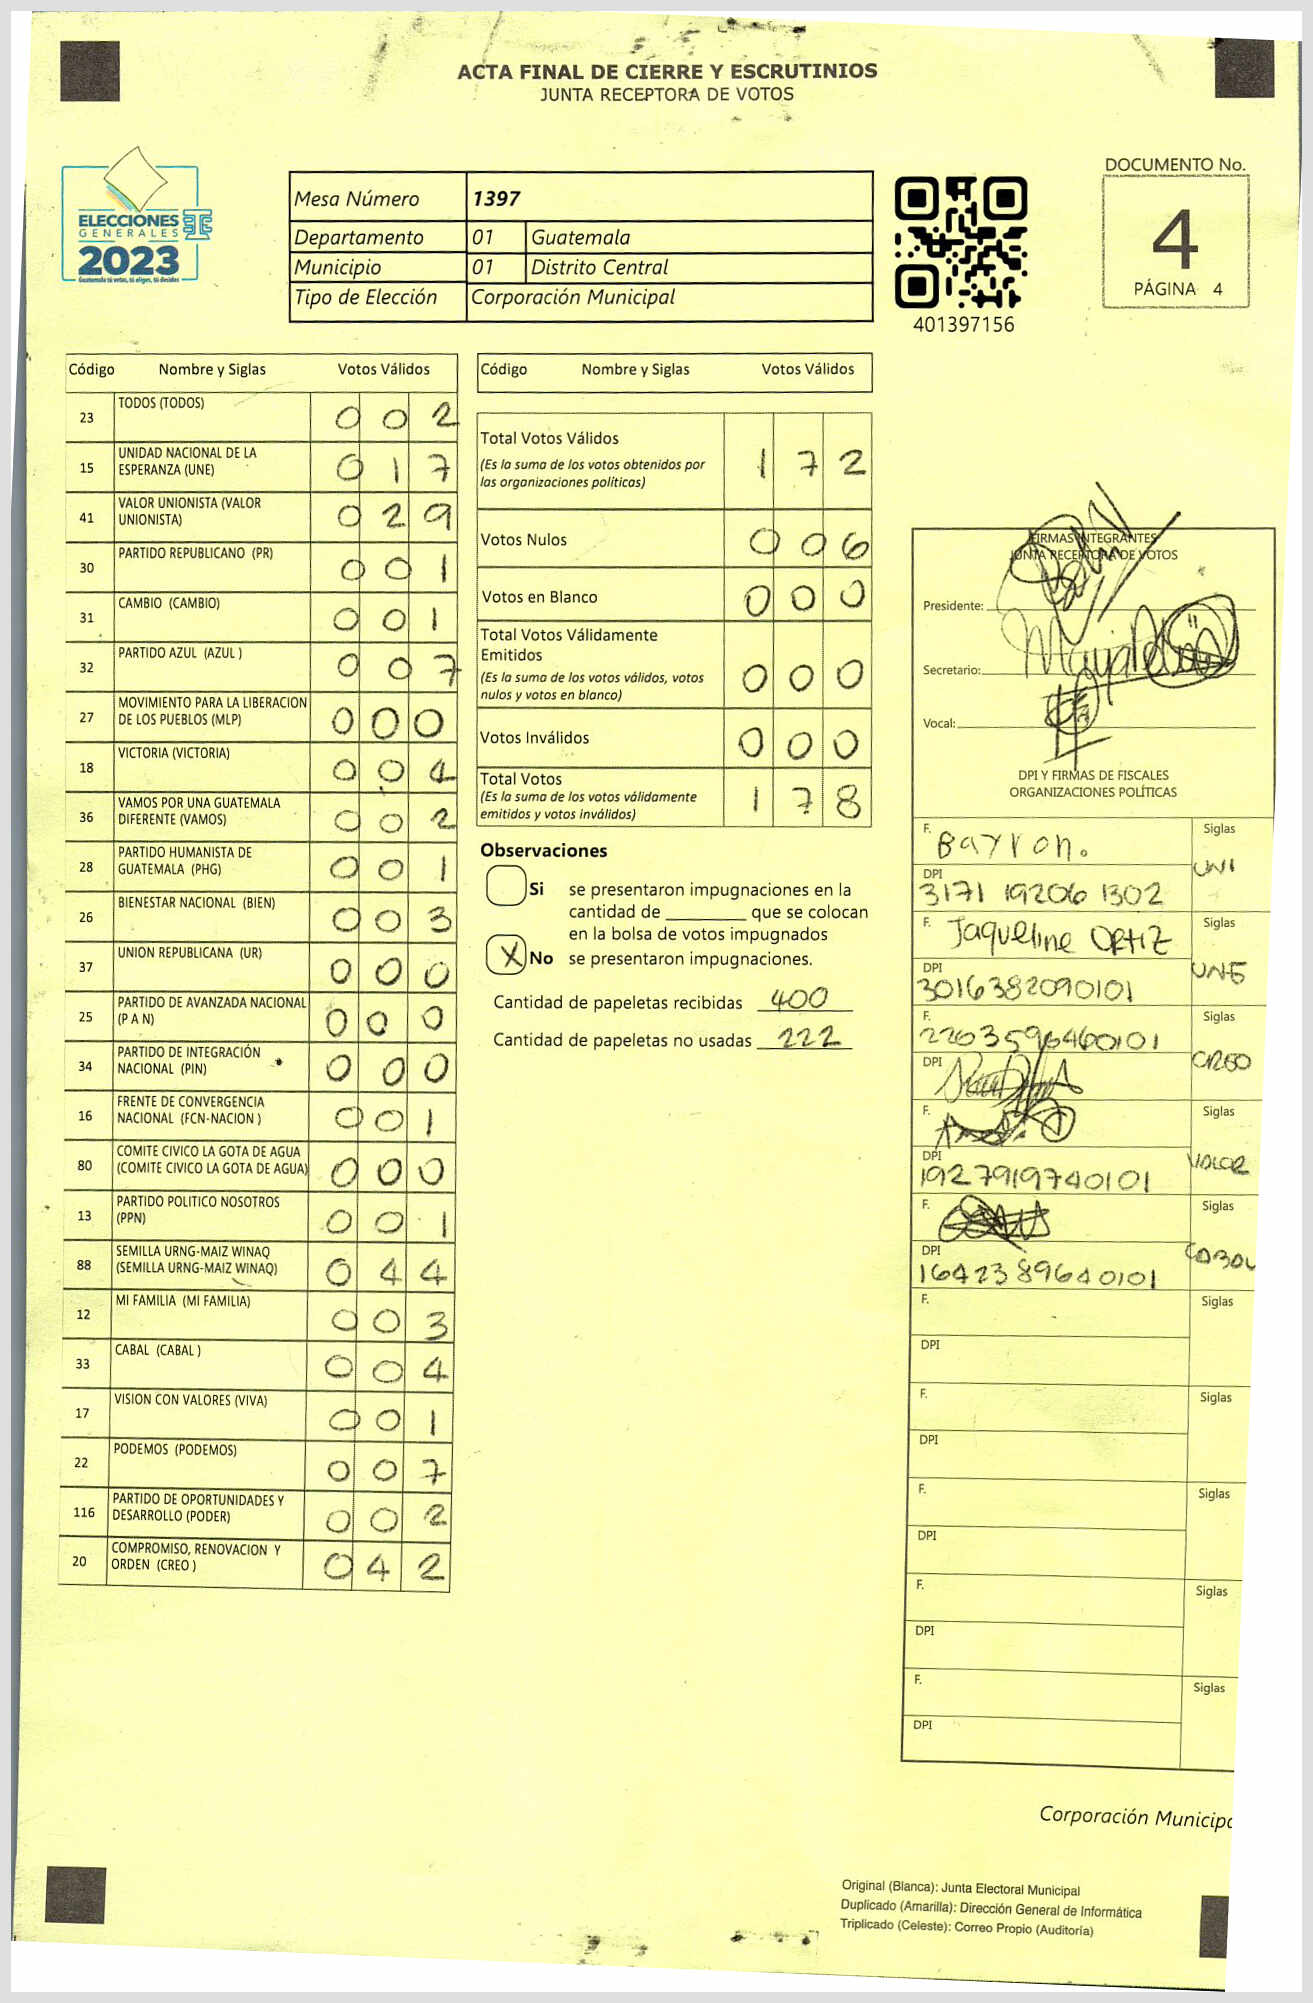 ACTA FINAL DE CIERRE Y ESCRUTINIOS
JUNTA RECEPTORA DE VOTOS
ELECCIONES
GENERALES
2023
Guatemala tú votas, tú eliges, tú decides
Mesa Número 1397
Departamento 01 Guatemala
Municipio 01 Distrito Central
Tipo de Elección Corporación Municipal
401397156
DOCUMENTO No.
4
PÁGINA 4
Código Nombre y Siglas Votos Válidos
23 TODOS (TODOS) 0 0 2
15 UNIDAD NACIONAL DE LA ESPERANZA (UNE) 0 1 7
41 VALOR UNIONISTA (VALOR UNIONISTA) 0 2 9
30 PARTIDO REPUBLICANO (PR) 0 0 1
31 CAMBIO (CAMBIO) 0 0 1
32 PARTIDO AZUL (AZUL ) 0 0 7
27 MOVIMIENTO PARA LA LIBERACION DE LOS PUEBLOS (MLP) 0 0 0
18 VICTORIA (VICTORIA) 0 0 4
36 VAMOS POR UNA GUATEMALA DIFERENTE (VAMOS) 0 0 2
28 PARTIDO HUMANISTA DE GUATEMALA (PHG) 0 0 1
26 BIENESTAR NACIONAL (BIEN) 0 0 3
37 UNION REPUBLICANA (UR) 0 0 0
25 PARTIDO DE AVANZADA NACIONAL (P A N) 0 0 0
34 PARTIDO DE INTEGRACIÓN NACIONAL (PIN) 0 0 0
16 FRENTE DE CONVERGENCIA NACIONAL (FCN-NACION ) 0 0 1
80 COMITE CIVICO LA GOTA DE AGUA (COMITE CIVICO LA GOTA DE AGUA) 0 0 0
13 PARTIDO POLITICO NOSOTROS (PPN) 0 0 1
88 SEMILLA URNG-MAIZ WINAQ (SEMILLA URNG-MAIZ WINAQ) 0 4 4
12 MI FAMILIA (MI FAMILIA) 0 0 3
33 CABAL (CABAL ) 0 0 4
17 VISION CON VALORES (VIVA) 0 0 1
22 PODEMOS (PODEMOS) 0 0 7
116 PARTIDO DE OPORTUNIDADES Y DESARROLLO (PODER) 0 0 2
20 COMPROMISO, RENOVACION Y ORDEN (CREO ) 0 4 2
Código Nombre y Siglas Votos Válidos
Total Votos Válidos 1 7 2
(Es la suma de los votos obtenidos por
las organizaciones políticas)
Votos Nulos 0 0 6
Votos en Blanco 0 0 0
Total Votos Válidamente
Emitidos 0 0 0
(Es la suma de los votos válidos, votos
nulos y votos en blanco)
Votos Inválidos 0 0 0
Total Votos 1 7 8
(Es la suma de los votos válidamente
emitidos y votos inválidos)
Observaciones
Si se presentaron impugnaciones en la
cantidad de ________ que se colocan
en la bolsa de votos impugnados
X No se presentaron impugnaciones.
Cantidad de papeletas recibidas 400
Cantidad de papeletas no usadas 222
FIRMAS INTEGRANTES
JUNTA RECEPTORA DE VOTOS
Presidente:
Secretario:
Vocal:
DPI Y FIRMAS DE FISCALES
ORGANIZACIONES POLÍTICAS
F. Bayron. Siglas UNI
DPI 3171 19206 1302
F. Jaqueline ORTIZ Siglas UNE
DPI 3016382090101
F. 2263596460101 Siglas CREO
DPI
F. Siglas VALOR
DPI 1927919740101
F. Siglas CABAL
DPI 1642389640101
F. Siglas
DPI
F. Siglas
DPI
F. Siglas
DPI
F. Siglas
DPI
F. Siglas
DPI
Corporación Municipa
Original (Blanca): Junta Electoral Municipal
Duplicado (Amarilla): Dirección General de Informática
Triplicado (Celeste): Correo Propio (Auditoría)